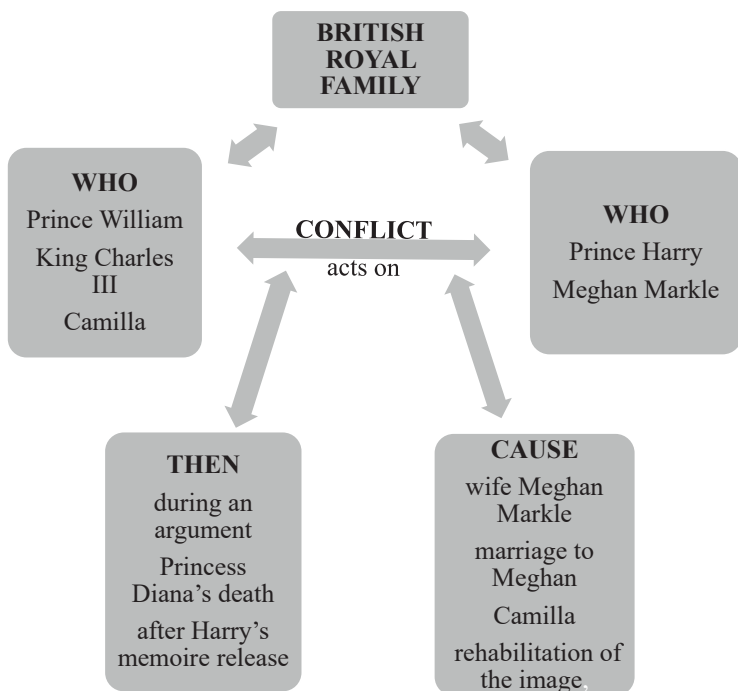 BRITISH
ROYAL
FAMILY
WHO
Prince William
King Charles
III
Camilla
CONFLICT
acts on
WHO
Prince Harry
Meghan Markle
THEN
during an
argument
Princess
Diana’s death
after Harry’s
memoire release
CAUSE
wife Meghan
Markle
marriage to
Meghan
Camilla
rehabilitation of
the image,